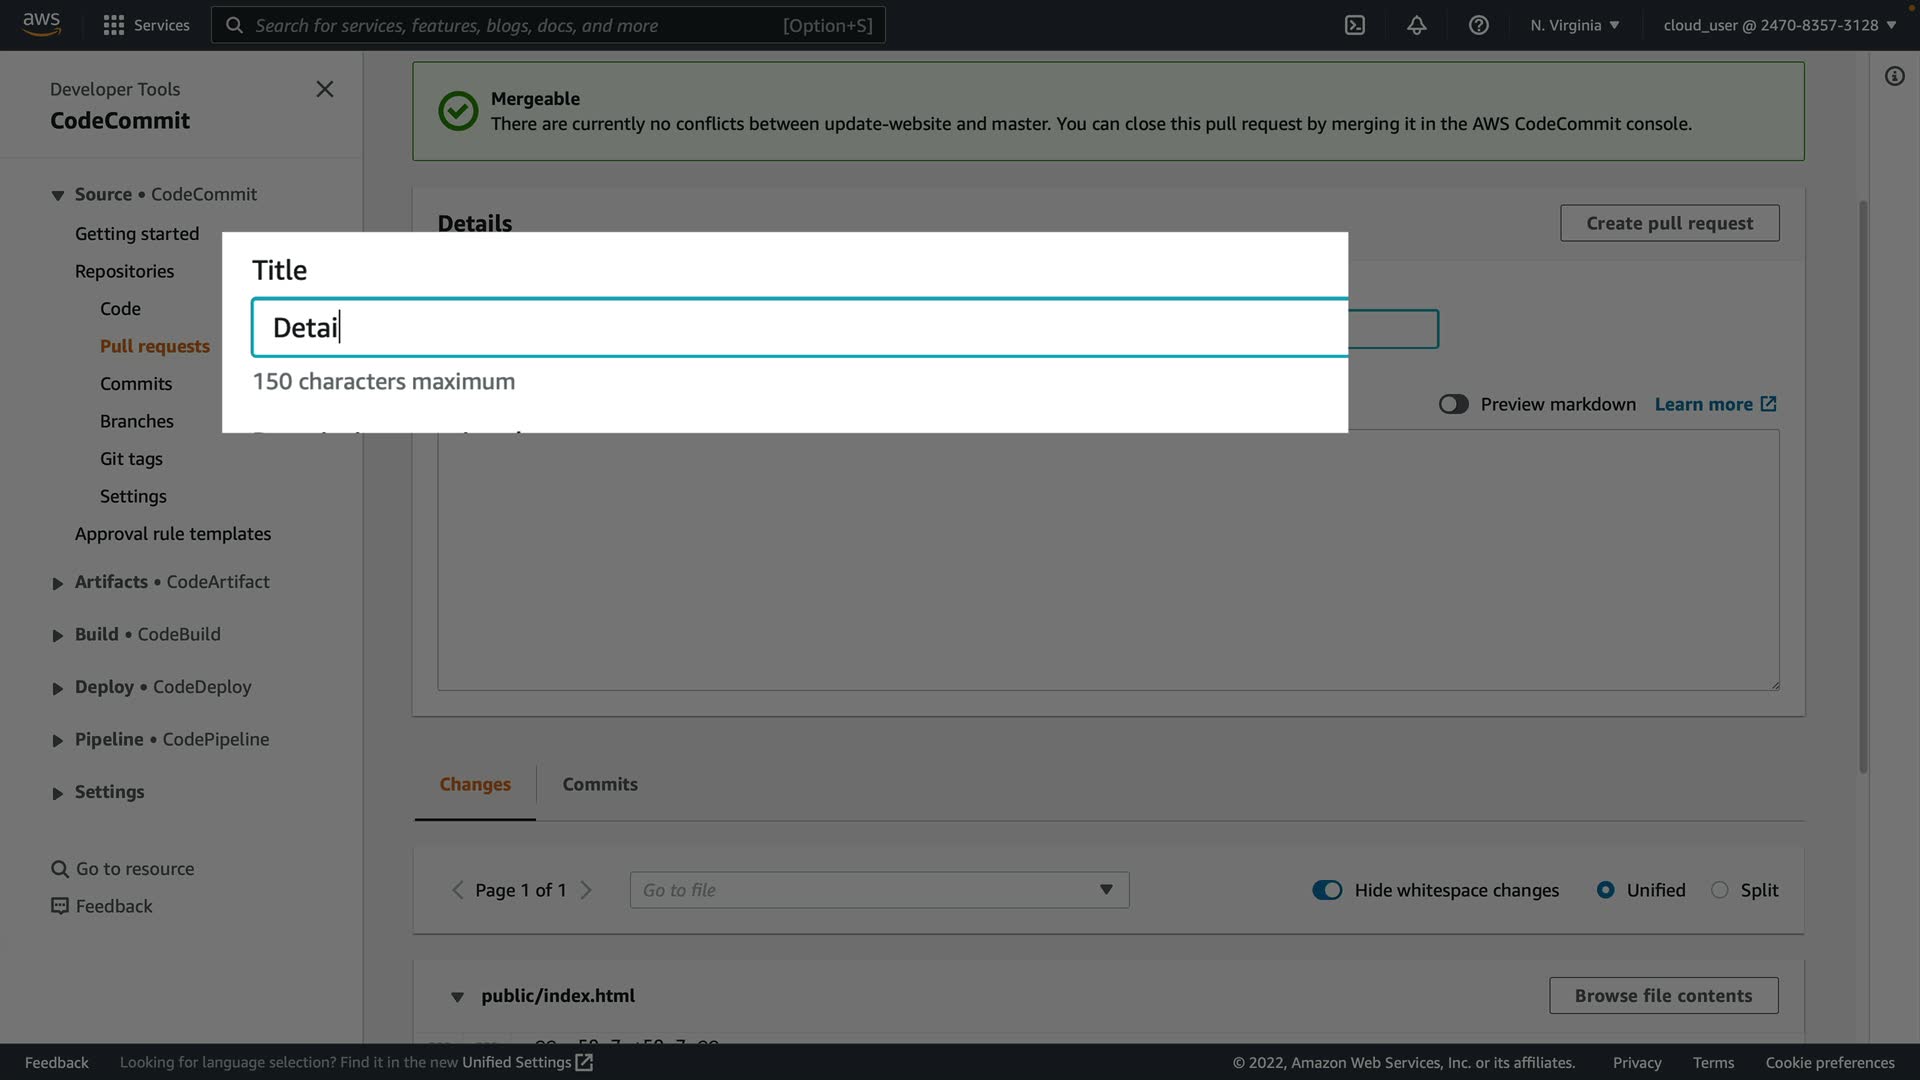 aws
Services
Search for services, features, blogs, docs, and more
[Option+S]
N. Virginia
cloud_user @ 2470-8357-3128
Developer Tools
CodeCommit
Source • CodeCommit
Getting started
Repositories
Code
Pull requests
Commits
Branches
Git tags
Settings
Approval rule templates
Artifacts • CodeArtifact
Build • CodeBuild
Deploy • CodeDeploy
Pipeline • CodePipeline
Settings
Go to resource
Feedback
Mergeable
There are currently no conflicts between update-website and master. You can close this pull request by merging it in the AWS CodeCommit console.
Details
Create pull request
Title
Detai
150 characters maximum
Preview markdown
Learn more
Changes
Commits
Page 1 of 1
Go to file
Hide whitespace changes
Unified
Split
public/index.html
Browse file contents
Feedback
Looking for language selection? Find it in the new Unified Settings
© 2022, Amazon Web Services, Inc. or its affiliates.
Privacy
Terms
Cookie preferences